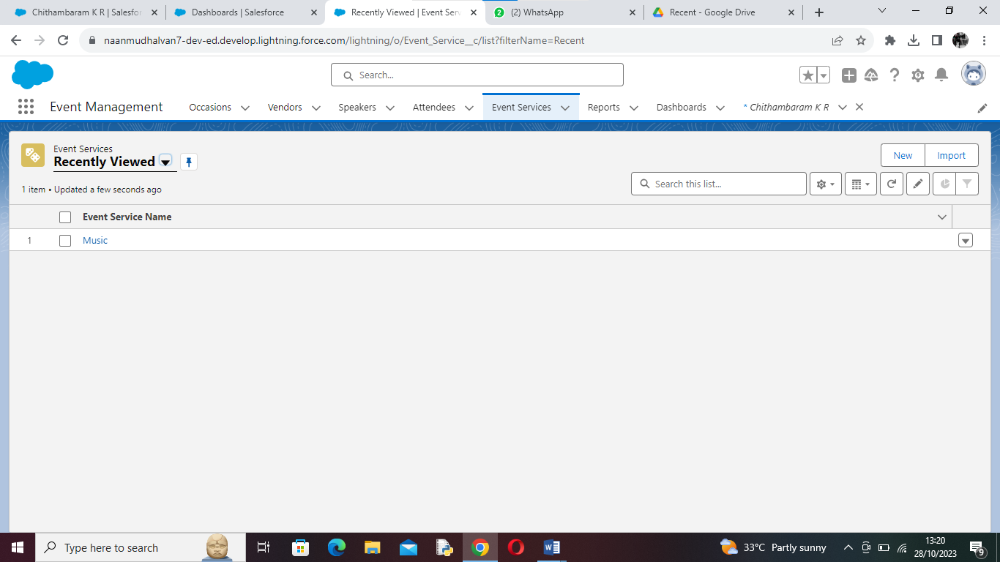 Chithambaram K R | Salesfor
Dashboards | Salesforce
Recently Viewed | Event Serv
2
(2) WhatsApp
Recent - Google Drive
naanmudhalvan7-dev-ed.develop.lightning.force.com/lightning/o/Event_Service__c/list?filterName=Recent
Search...
Event Management
Occasions
Vendors
Speakers
Attendees
Event Services
Reports
Dashboards
* Chithambaram K R
Event Services
Recently Viewed
New
Import
1 item • Updated a few seconds ago
Search this list...
Event Service Name
1
Music
Type here to search
33°C Partly sunny
13:20
28/10/2023
9